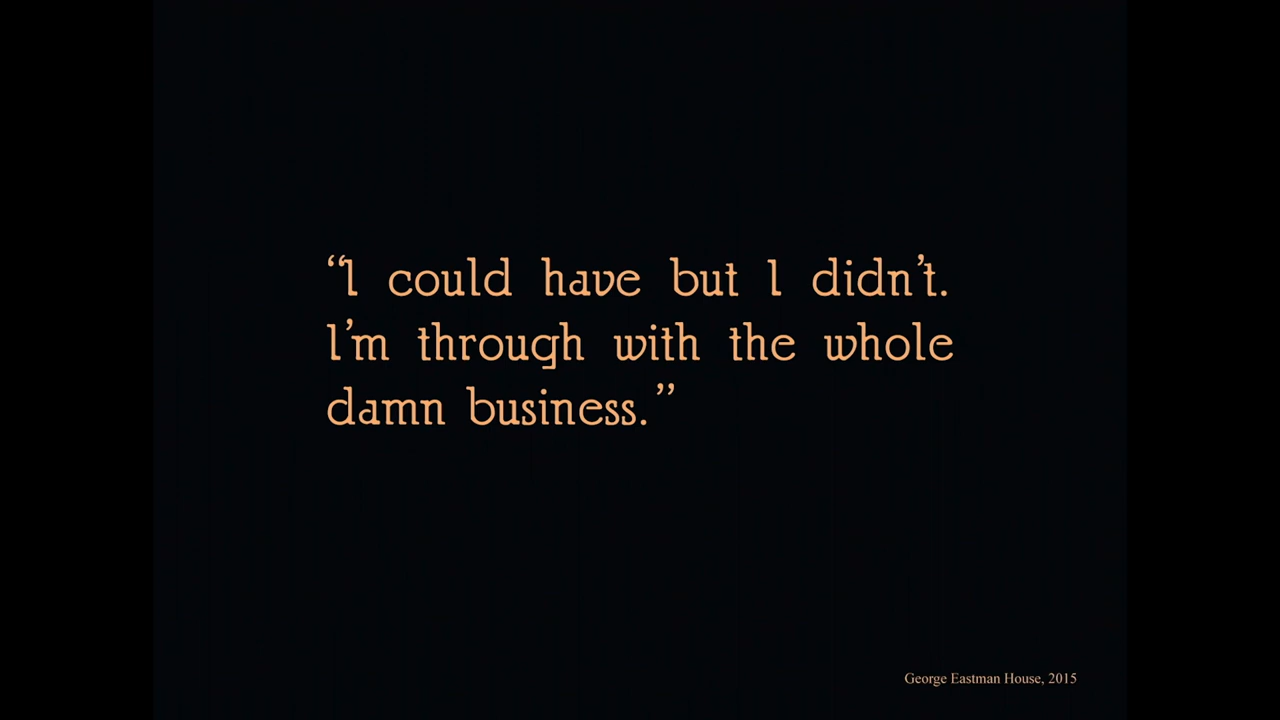 “I could have but I didn’t.
I’m through with the whole
damn business.”
George Eastman House, 2015